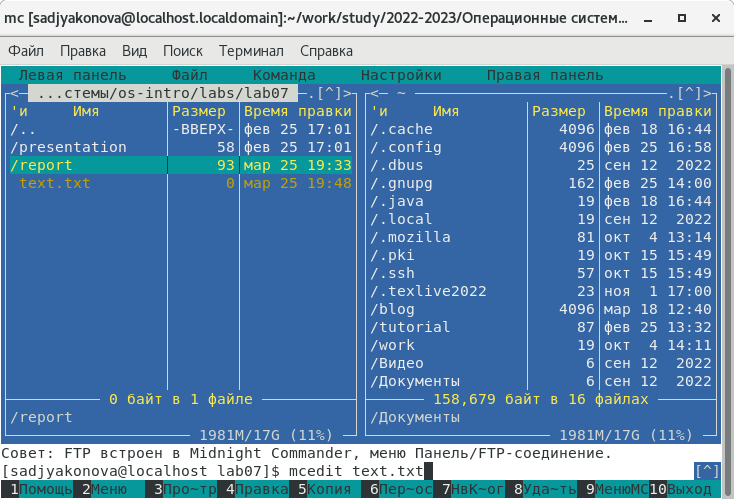 mc [sadjyakonova@localhost.localdomain]:~/work/study/2022-2023/Операционные систем...
Файл Правка Вид Поиск Терминал Справка
Левая панель Файл Команда Настройки Правая панель
<— ...стемы/os-intro/labs/lab07 —.[^]> <— ~ —.[^]>
'и Имя Размер Время правки 'и Имя Размер Время правки
/.. -ВВЕРХ- фев 25 17:01 /.cache 4096 фев 18 16:44
/presentation 58 фев 25 17:01 /.config 4096 фев 25 16:58
/report 93 мар 25 19:33 /.dbus 25 сен 12 2022
text.txt 0 мар 25 19:48 /.gnupg 162 фев 25 14:00
/.java 19 фев 18 16:44
/.local 19 сен 12 2022
/.mozilla 81 окт 4 13:14
/.pki 19 окт 15 15:49
/.ssh 57 окт 15 15:49
/.texlive2022 23 ноя 1 17:00
/blog 4096 мар 18 12:40
/tutorial 87 фев 25 13:32
/work 19 окт 4 14:11
/Видео 6 сен 12 2022
/Документы 6 сен 12 2022
0 байт в 1 файле 158,679 байт в 16 файлах
/report /Документы
1981M/17G (11%) 1981M/17G (11%)
Совет: FTP встроен в Midnight Commander, меню Панель/FTP-соединение.
[sadjyakonova@localhost lab07]$ mcedit text.txt [^]
1Помощь 2Меню 3Про~тр 4Правка 5Копия 6Пер~ос 7НвК~ог 8Уда~ть 9МенюМС 10Выход